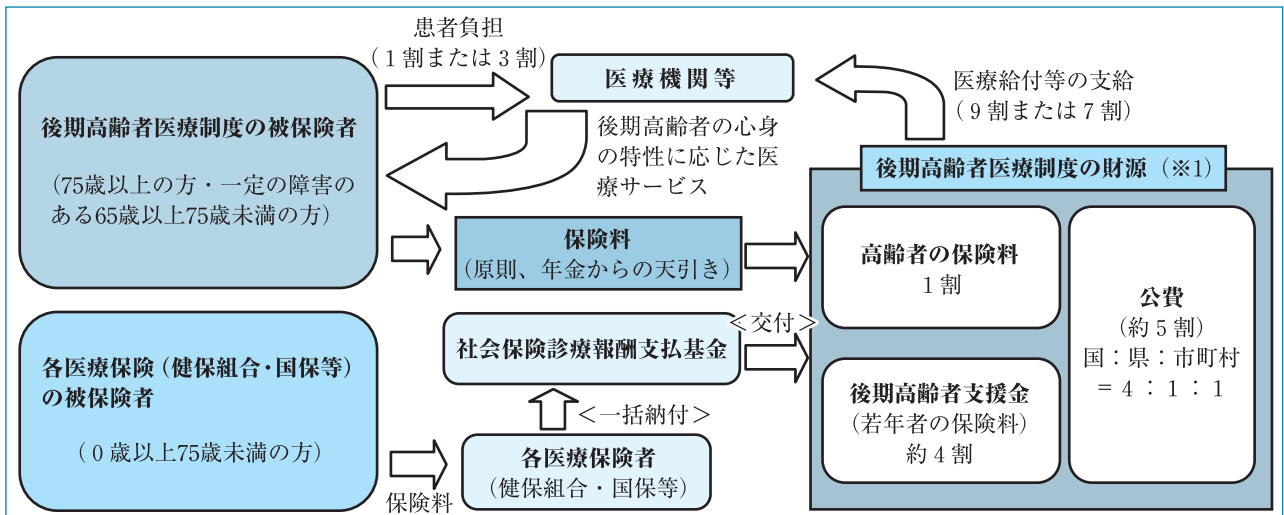 患者負担
(1割または3割)
医療機関等
医療給付等の支給
(9割または7割)
後期高齢者医療制度の被保険者
(75歳以上の方・一定の障害の
ある65歳以上75歳未満の方)
後期高齢者の心身
の特性に応じた医
療サービス
後期高齢者医療制度の財源(※1)
保険料
(原則、年金からの天引き)
高齢者の保険料
1割
公費
(約5割)
国:県:市町村
=4:1:1
各医療保険(健保組合・国保等)
の被保険者
(0歳以上75歳未満の方)
社会保険診療報酬支払基金
<交付>
後期高齢者支援金
(若年者の保険料)
約4割
<一括納付>
各医療保険者
(健保組合・国保等)
保険料